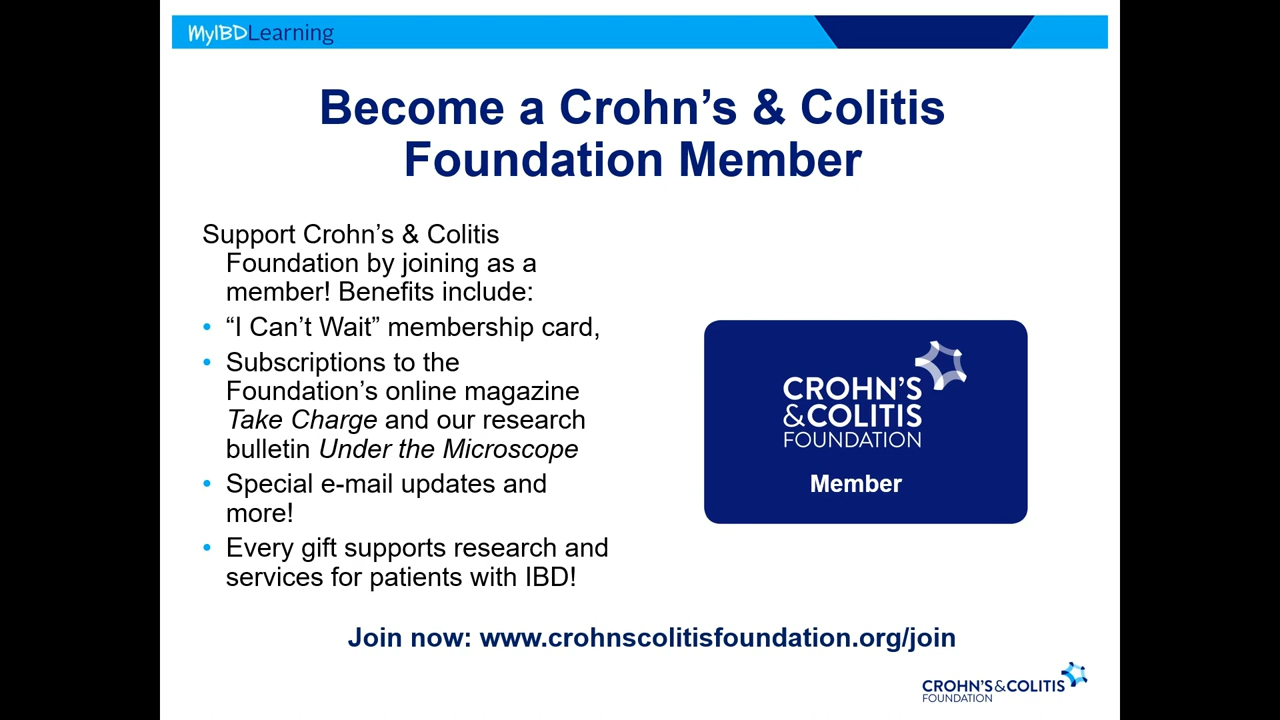 MyIBDLearning
Become a Crohn’s & Colitis
Foundation Member
Support Crohn’s & Colitis
Foundation by joining as a
member! Benefits include:
• “I Can’t Wait” membership card,
• Subscriptions to the
Foundation’s online magazine
Take Charge and our research
bulletin Under the Microscope
• Special e-mail updates and
more!
• Every gift supports research and
services for patients with IBD!
CROHN’S
&COLITIS
FOUNDATION
Member
Join now: www.crohnscolitisfoundation.org/join
CROHN’S&COLITIS
FOUNDATION